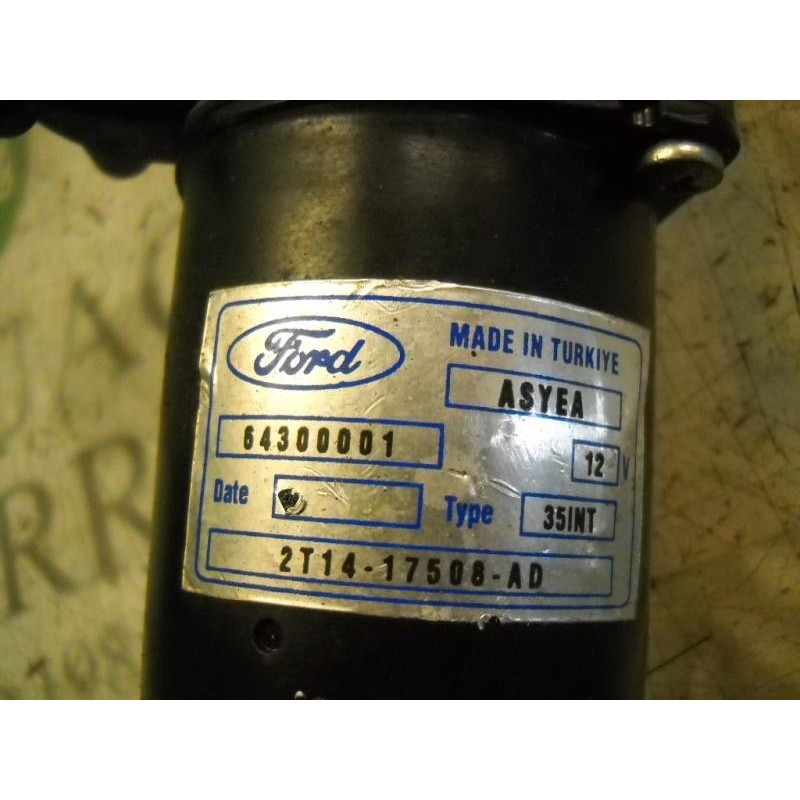 Ford
MADE IN TURKIYE
ASYEA
64300001
12 V
Date
Type 35INT
2T14-17508-AD